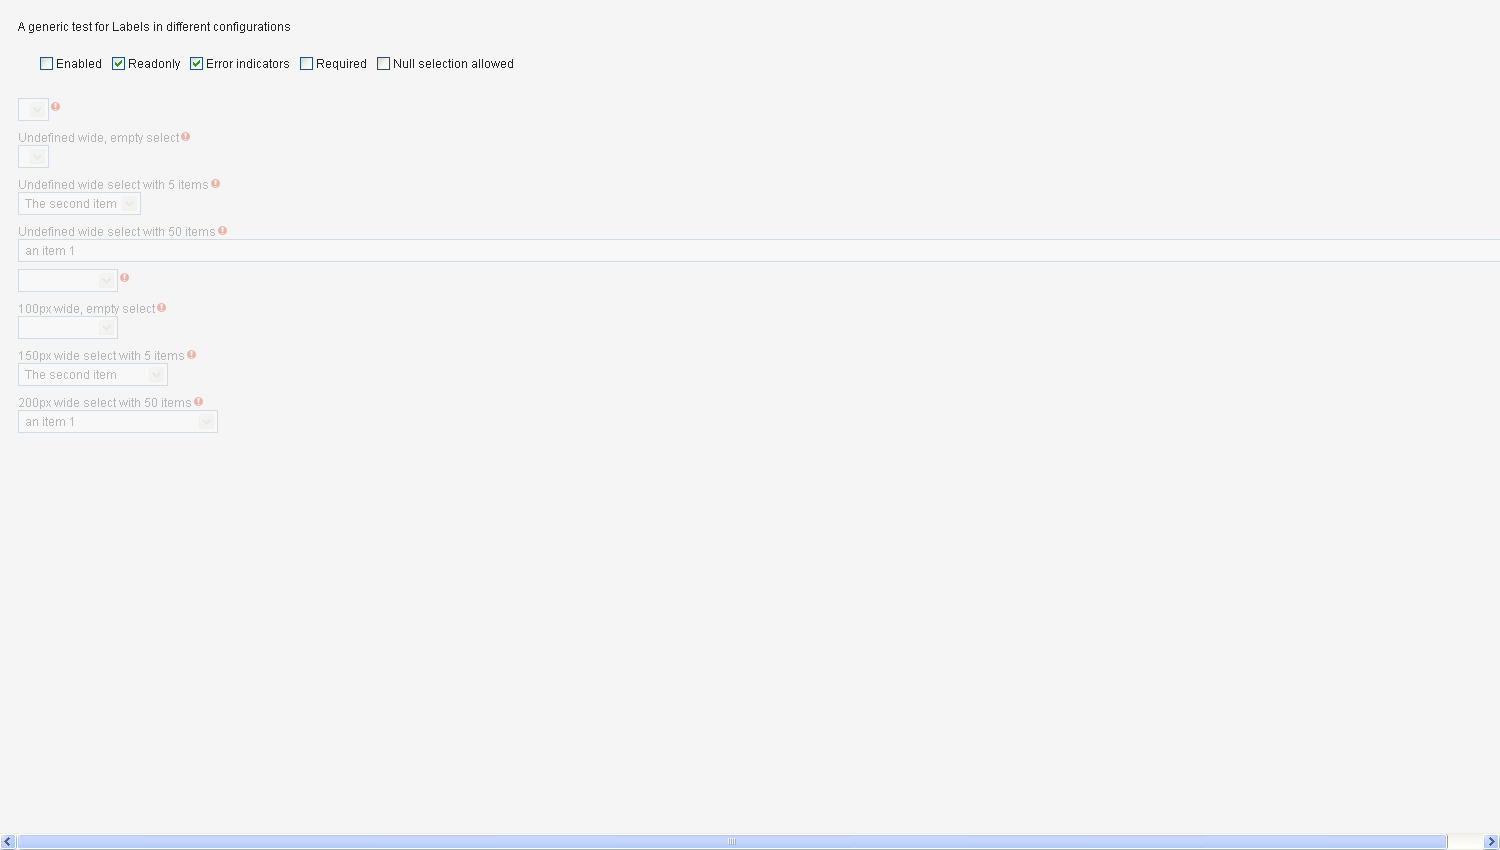 A generic test for Labels in different configurations
Enabled Readonly Error indicators Required Null selection allowed
Undefined wide, empty select
Undefined wide select with 5 items
The second item
Undefined wide select with 50 items
an item 1
100px wide, empty select
150px wide select with 5 items
The second item
200px wide select with 50 items
an item 1